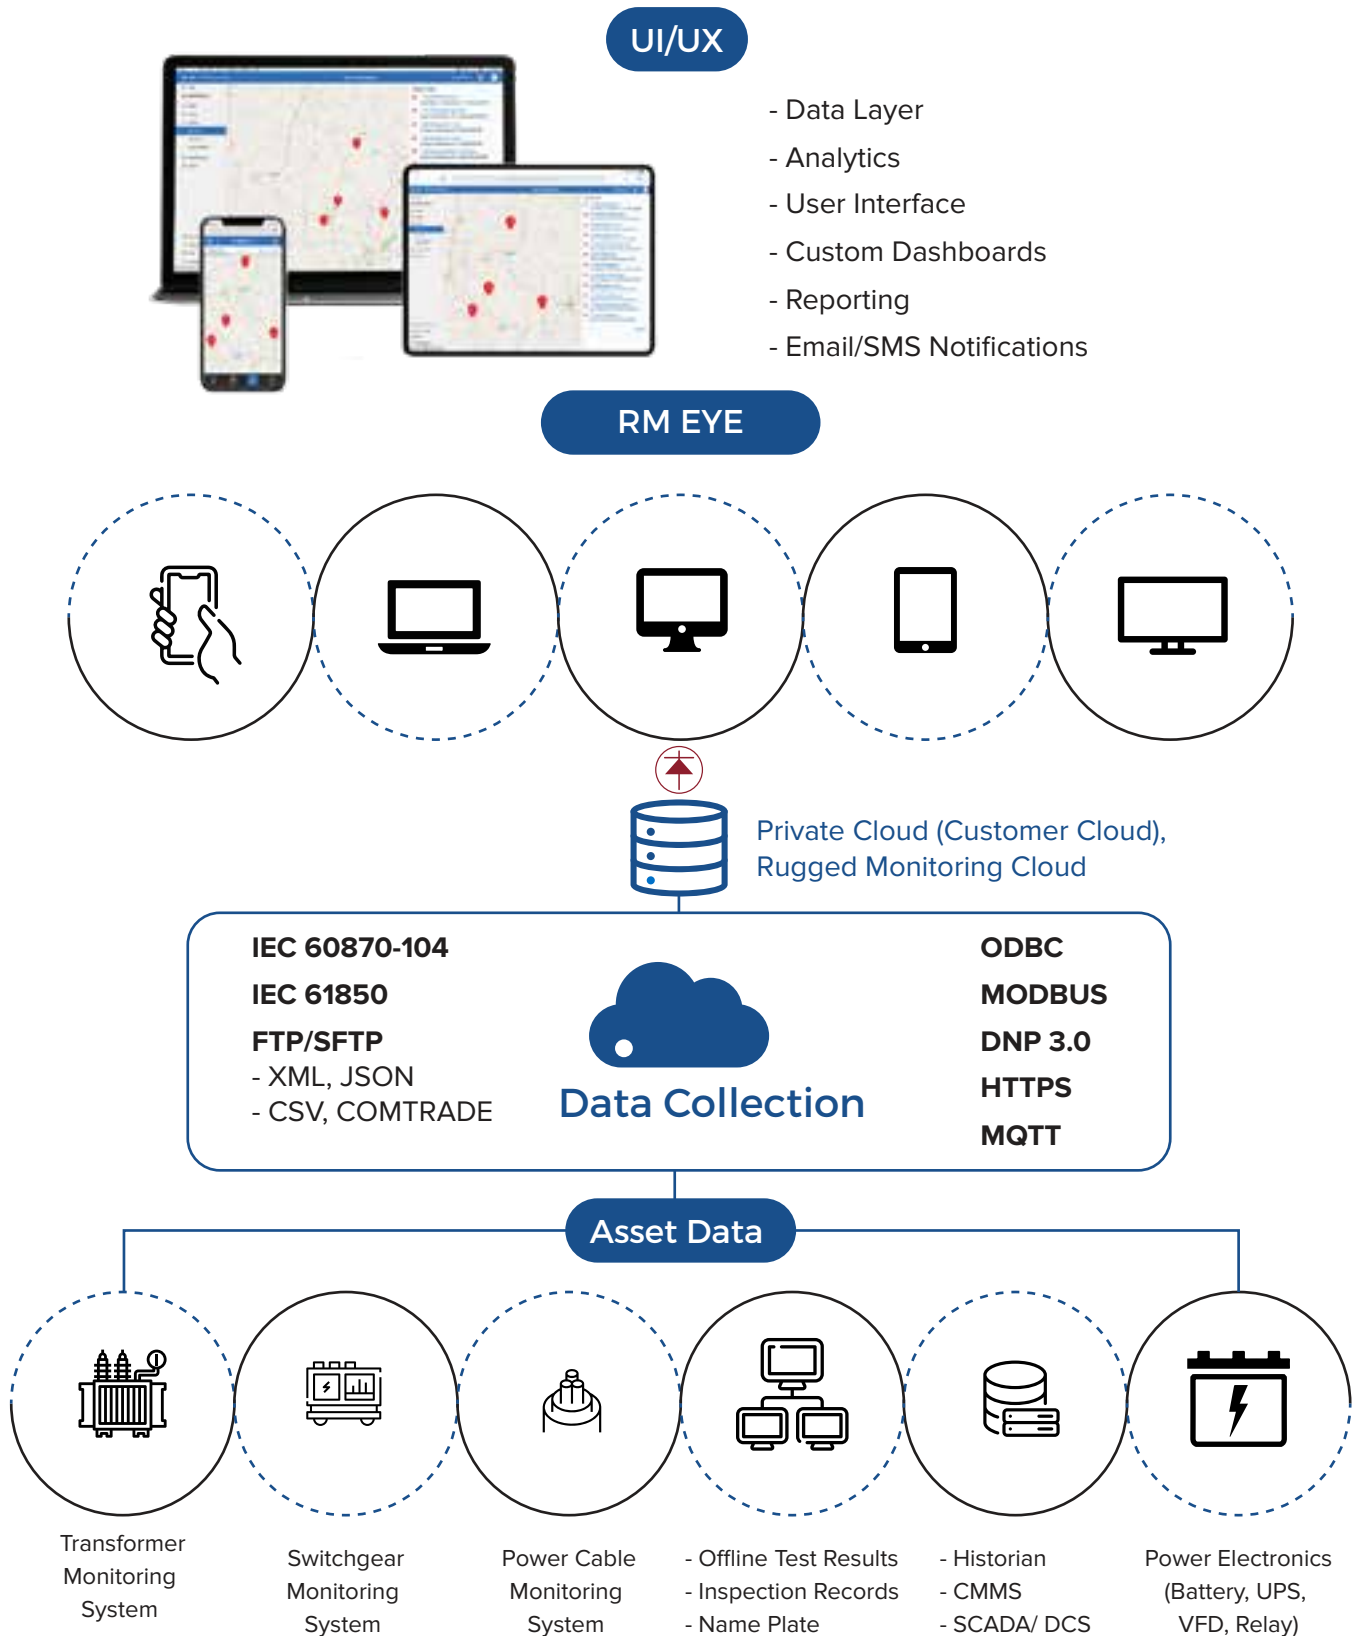 UI/UX
- Data Layer
- Analytics
- User Interface
- Custom Dashboards
- Reporting
- Email/SMS Notifications
RM EYE
Private Cloud (Customer Cloud),
Rugged Monitoring Cloud
IEC 60870-104
IEC 61850
FTP/SFTP
- XML, JSON
- CSV, COMTRADE
Data Collection
ODBC
MODBUS
DNP 3.0
HTTPS
MQTT
Asset Data
Transformer
Monitoring
System
Switchgear
Monitoring
System
Power Cable
Monitoring
System
- Offline Test Results
- Inspection Records
- Name Plate
- Historian
- CMMS
- SCADA/ DCS
Power Electronics
(Battery, UPS,
VFD, Relay)